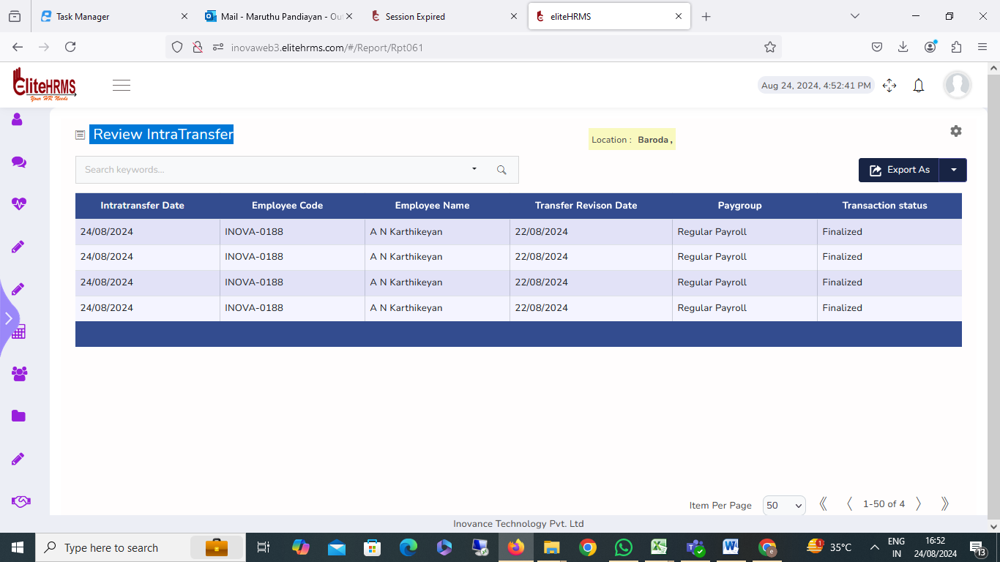 Task Manager
Mail - Maruthu Pandiayan - Ou
Session Expired
eliteHRMS
inovaweb3.elitehrms.com/#/Report/Rpt061
EliteHRMS
Your HR Needs
Aug 24, 2024, 4:52:41 PM
Review IntraTransfer
Location : Baroda ,
Search keywords...
Export As
Intratransfer Date Employee Code Employee Name Transfer Revison Date Paygroup Transaction status
24/08/2024 INOVA-0188 A N Karthikeyan 22/08/2024 Regular Payroll Finalized
24/08/2024 INOVA-0188 A N Karthikeyan 22/08/2024 Regular Payroll Finalized
24/08/2024 INOVA-0188 A N Karthikeyan 22/08/2024 Regular Payroll Finalized
24/08/2024 INOVA-0188 A N Karthikeyan 22/08/2024 Regular Payroll Finalized
Item Per Page 50 1-50 of 4
Inovance Technology Pvt. Ltd
Type here to search
1
35°C
ENG
IN
16:52
24/08/2024
13